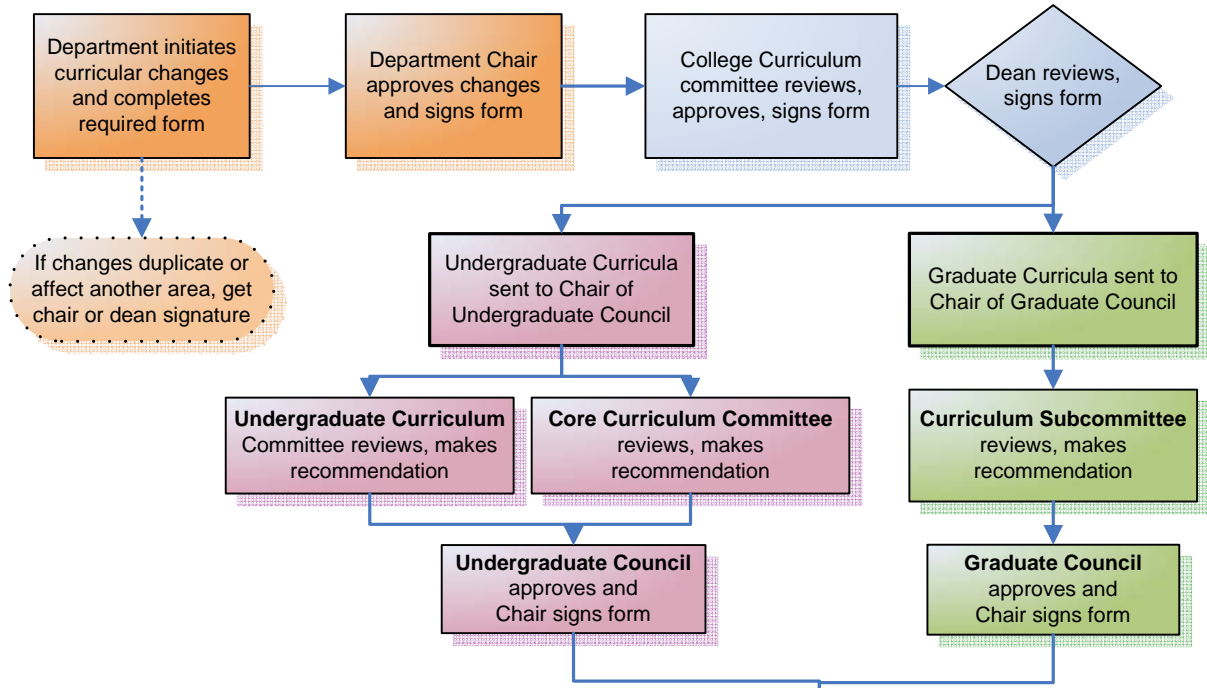 Department initiates
curricular changes
and completes
required form
Department Chair
approves changes
and signs form
College Curriculum
committee reviews,
approves, signs form
Dean reviews,
signs form
If changes duplicate or
affect another area, get
chair or dean signature
Undergraduate Curricula
sent to Chair of
Undergraduate Council
Graduate Curricula sent to
Chair of Graduate Council
Undergraduate Curriculum
Committee reviews, makes
recommendation
Core Curriculum Committee
reviews, makes
recommendation
Curriculum Subcommittee
reviews, makes
recommendation
Undergraduate Council
approves and
Chair signs form
Graduate Council
approves and
Chair signs form